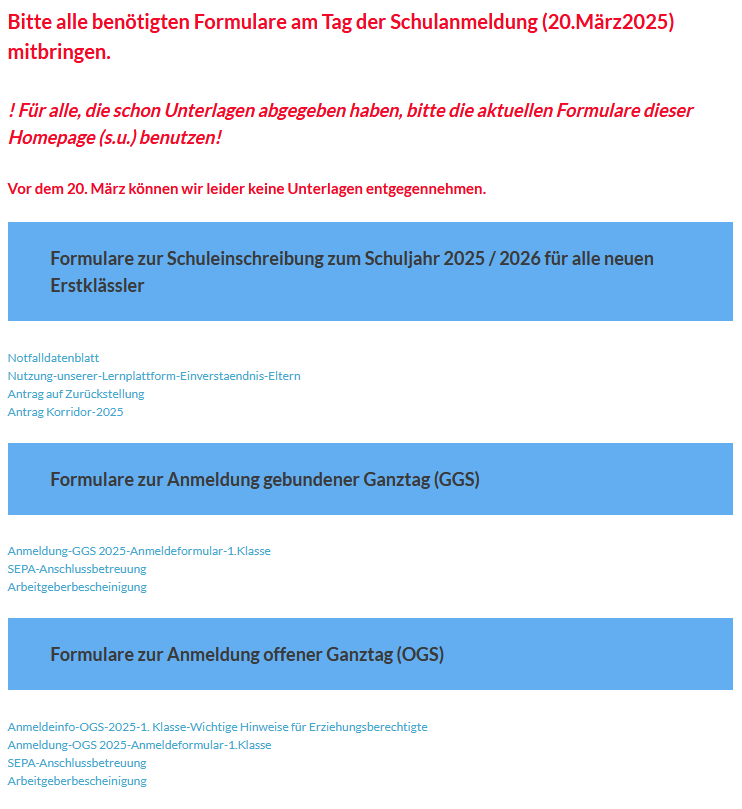 Bitte alle benötigten Formulare am Tag der Schulanmeldung (20.März2025)
mitbringen.
! Für alle, die schon Unterlagen abgegeben haben, bitte die aktuellen Formulare dieser
Homepage (s.u.) benutzen!
Vor dem 20. März können wir leider keine Unterlagen entgegennehmen.
Formulare zur Schuleinschreibung zum Schuljahr 2025 / 2026 für alle neuen
Erstklässler
Notfalldatenblatt
Nutzung-unserer-Lernplattform-Einverstaendnis-Eltern
Antrag auf Zurückstellung
Antrag Korridor-2025
Formulare zur Anmeldung gebundener Ganztag (GGS)
Anmeldung-GGS 2025-Anmeldeformular-1.Klasse
SEPA-Anschlussbetreuung
Arbeitgeberbescheinigung
Formulare zur Anmeldung offener Ganztag (OGS)
Anmeldeinfo-OGS-2025-1. Klasse-Wichtige Hinweise für Erziehungsberechtigte
Anmeldung-OGS 2025-Anmeldeformular-1.Klasse
SEPA-Anschlussbetreuung
Arbeitgeberbescheinigung